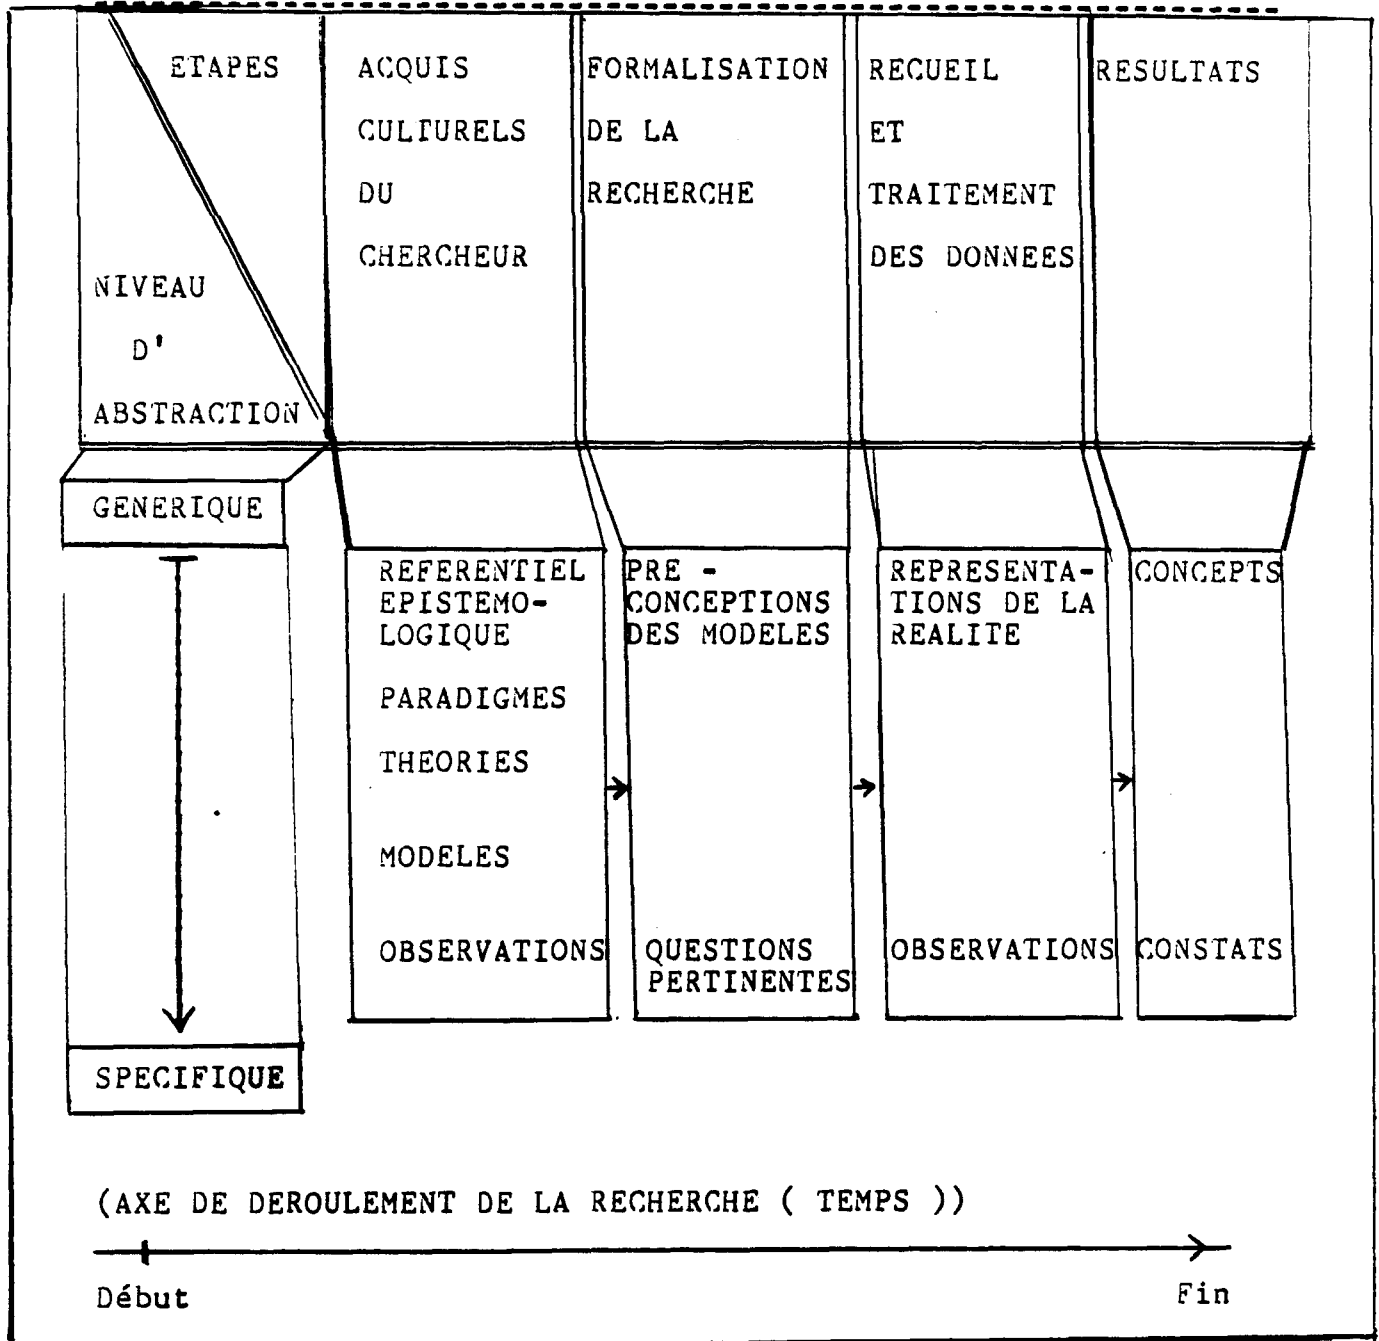 ETAPES
NIVEAU
D'
ABSTRACTION
ACQUIS
CULTURELS
DU
CHERCHEUR
FORMALISATION
DE LA
RECHERCHE
RECUEIL
ET
TRAITEMENT
DES DONNEES
RESULTATS
GENERIQUE
SPECIFIQUE
REFERENTIEL
EPISTEMO-
LOGIQUE
PARADIGMES
THEORIES
MODELES
OBSERVATIONS
PRE -
CONCEPTIONS
DES MODELES
QUESTIONS
PERTINENTES
REPRESENTA-
TIONS DE LA
REALITE
OBSERVATIONS
CONCEPTS
CONSTATS
(AXE DE DEROULEMENT DE LA RECHERCHE ( TEMPS ))
Début
Fin